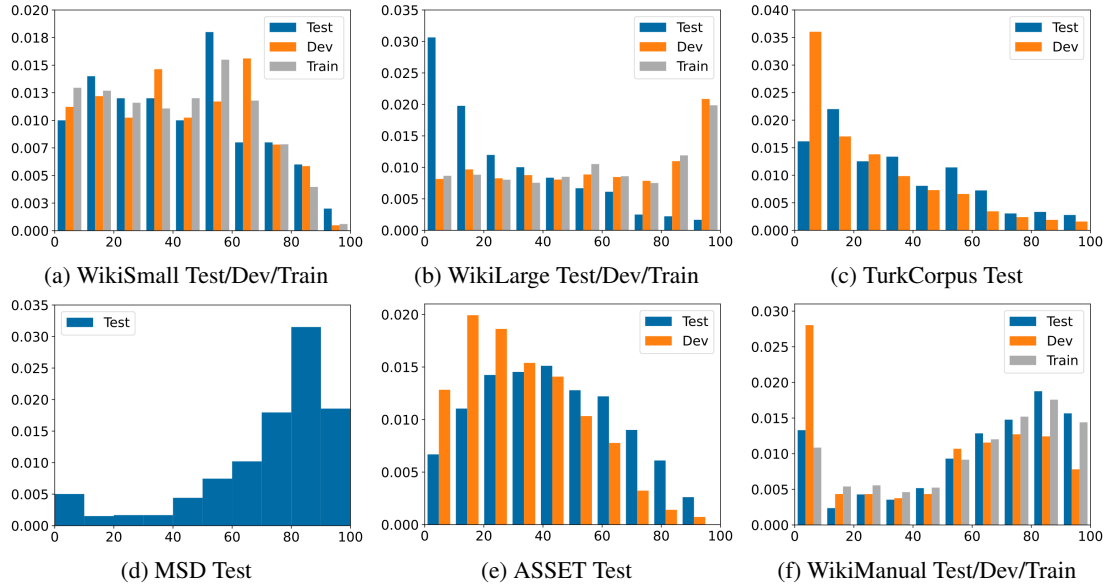 0.020
0.018
0.015
0.013
0.010
0.007
0.005
0.003
0.000
0 20 40 60 80 100
Test
Dev
Train
(a) WikiSmall Test/Dev/Train
0.035
0.030
0.025
0.020
0.015
0.010
0.005
0.000
0 20 40 60 80 100
Test
Dev
Train
(b) WikiLarge Test/Dev/Train
0.040
0.035
0.030
0.025
0.020
0.015
0.010
0.005
0.000
0 20 40 60 80 100
Test
Dev
(c) TurkCorpus Test
0.035
0.030
0.025
0.020
0.015
0.010
0.005
0.000
0 20 40 60 80 100
Test
(d) MSD Test
0.020
0.015
0.010
0.005
0.000
0 20 40 60 80 100
Test
Dev
(e) ASSET Test
0.030
0.025
0.020
0.015
0.010
0.005
0.000
0 20 40 60 80 100
Test
Dev
Train
(f) WikiManual Test/Dev/Train